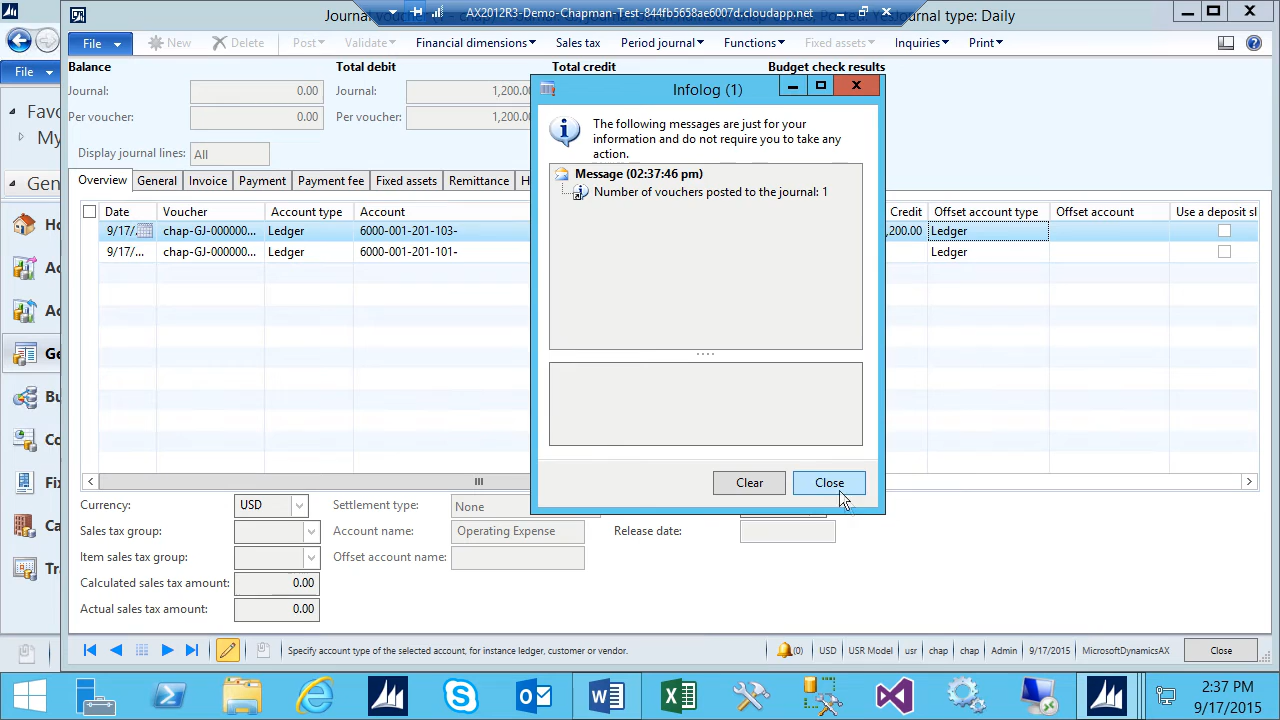 AX2012R3-Demo-Chapman-Test-844fb5658ae6007d.cloudapp.net
Journal voucher
Journal type: Daily
File
New
Delete
Post
Validate
Financial dimensions
Sales tax
Period journal
Functions
Fixed assets
Inquiries
Print
File
Balance
Total debit
Total credit
Budget check results
Journal:
0.00
Journal:
1,200.0
Per voucher:
0.00
Per voucher:
1,200.0
Display journal lines:
All
Overview
General
Invoice
Payment
Payment fee
Fixed assets
Remittance
H
Date
Voucher
Account type
Account
Credit
Offset account type
Offset account
Use a deposit sl
9/17/...
chap-GJ-000000...
Ledger
6000-001-201-103-
,200.00
Ledger
9/17/...
chap-GJ-000000...
Ledger
6000-001-201-101-
Ledger
Infolog (1)
The following messages are just for your
information and do not require you to take any
action.
Message (02:37:46 pm)
Number of vouchers posted to the journal: 1
Clear
Close
Favo
My
Gen
Ho
Ac
Ac
Ge
Bu
Co
Fi
Ca
Tr
Currency:
USD
Settlement type:
None
Sales tax group:
Account name:
Operating Expense
Release date:
Item sales tax group:
Offset account name:
Calculated sales tax amount:
0.00
Actual sales tax amount:
0.00
Specify account type of the selected account, for instance ledger, customer or vendor.
(0)
USD
USR Model
usr
chap
chap
Admin
9/17/2015
MicrosoftDynamicsAX
Close
2:37 PM
9/17/2015